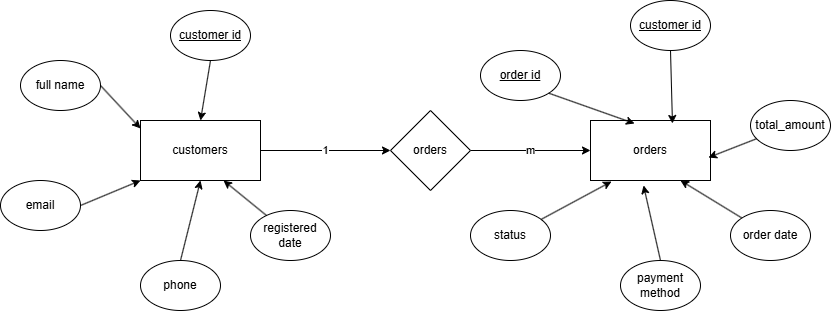 customer id
customer id
order id
full name
total_amount
customers
1
orders
m
orders
email
registered
date
status
order date
phone
payment
method